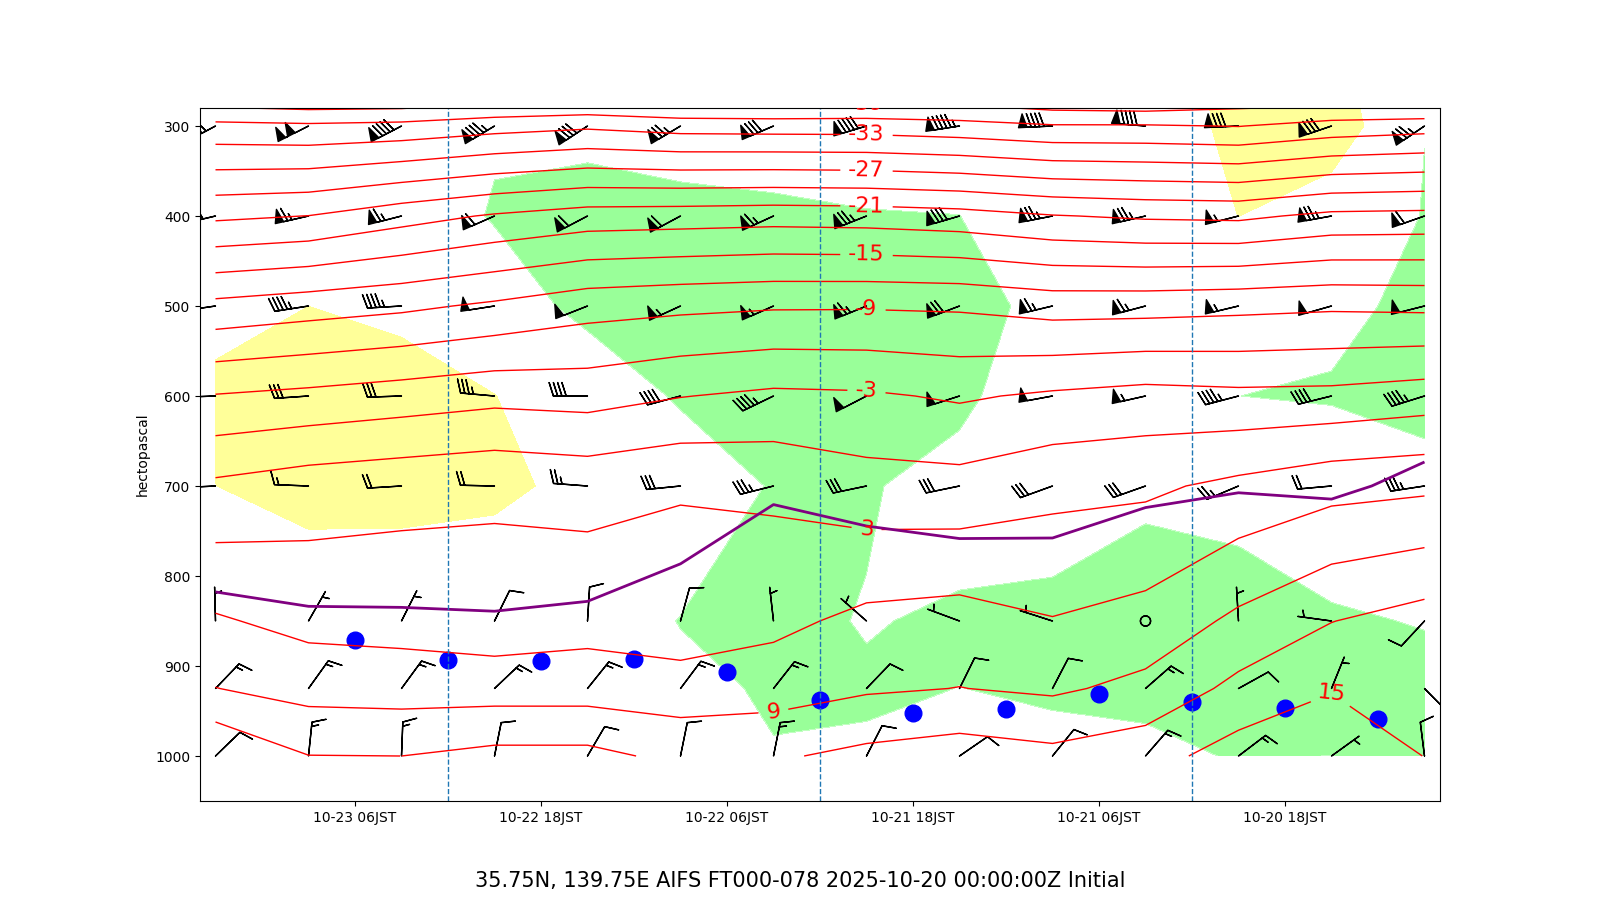 300
400
500
600
700
800
900
1000
hectopascal
-33
-27
-21
-15
-9
-3
3
9
15
10-23 06JST
10-22 18JST
10-22 06JST
10-21 18JST
10-21 06JST
10-20 18JST
35.75N, 139.75E AIFS FT000-078 2025-10-20 00:00:00Z Initial